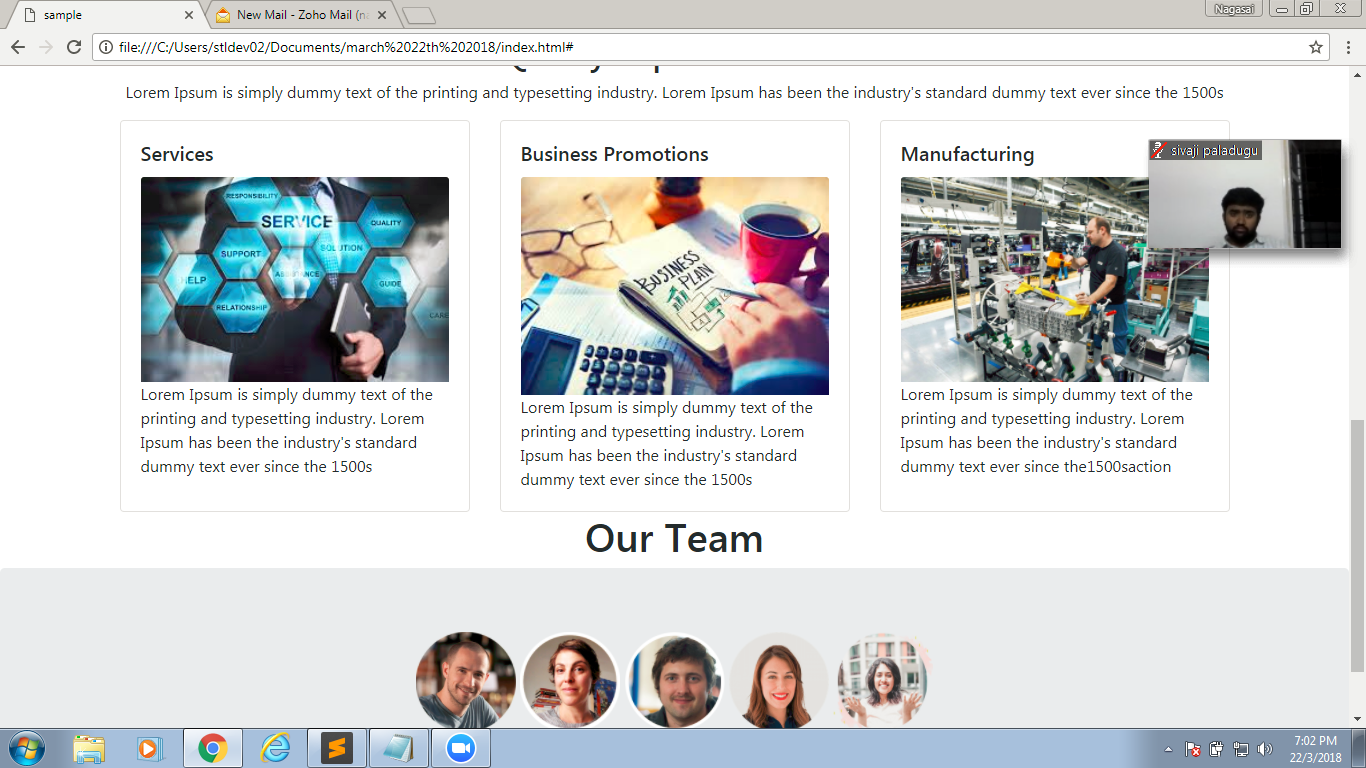 sample
New Mail - Zoho Mail (na
Nagasai
file:///C:/Users/stldev02/Documents/march%2022th%202018/index.html#
Lorem Ipsum is simply dummy text of the printing and typesetting industry. Lorem Ipsum has been the industry's standard dummy text ever since the 1500s
Services
Business Promotions
Manufacturing
sivaji paladugu
RESPONSIBILITY
SERVICE
QUALITY
SUPPORT
SOLUTION
HELP
ASSISTANCE
GUIDE
RELATIONSHIP
CARE
BUSINESS
PLAN
Lorem Ipsum is simply dummy text of the
printing and typesetting industry. Lorem
Ipsum has been the industry's standard
dummy text ever since the 1500s
Lorem Ipsum is simply dummy text of the
printing and typesetting industry. Lorem
Ipsum has been the industry's standard
dummy text ever since the 1500s
Lorem Ipsum is simply dummy text of the
printing and typesetting industry. Lorem
Ipsum has been the industry's standard
dummy text ever since the1500saction
Our Team
7:02 PM
22/3/2018